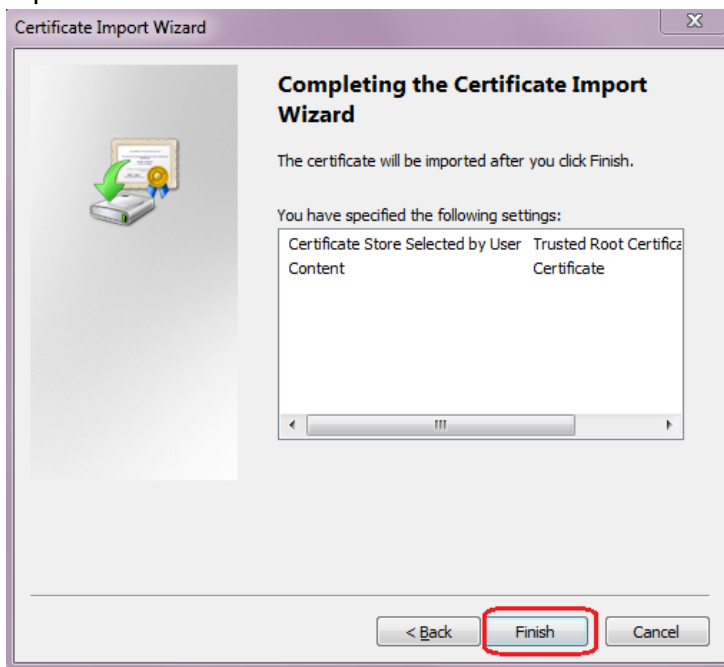 Certificate Import Wizard
Completing the Certificate Import
Wizard
The certificate will be imported after you click Finish.
You have specified the following settings:
Certificate Store Selected by User Trusted Root Certifica
Content Certificate
< Back Finish Cancel